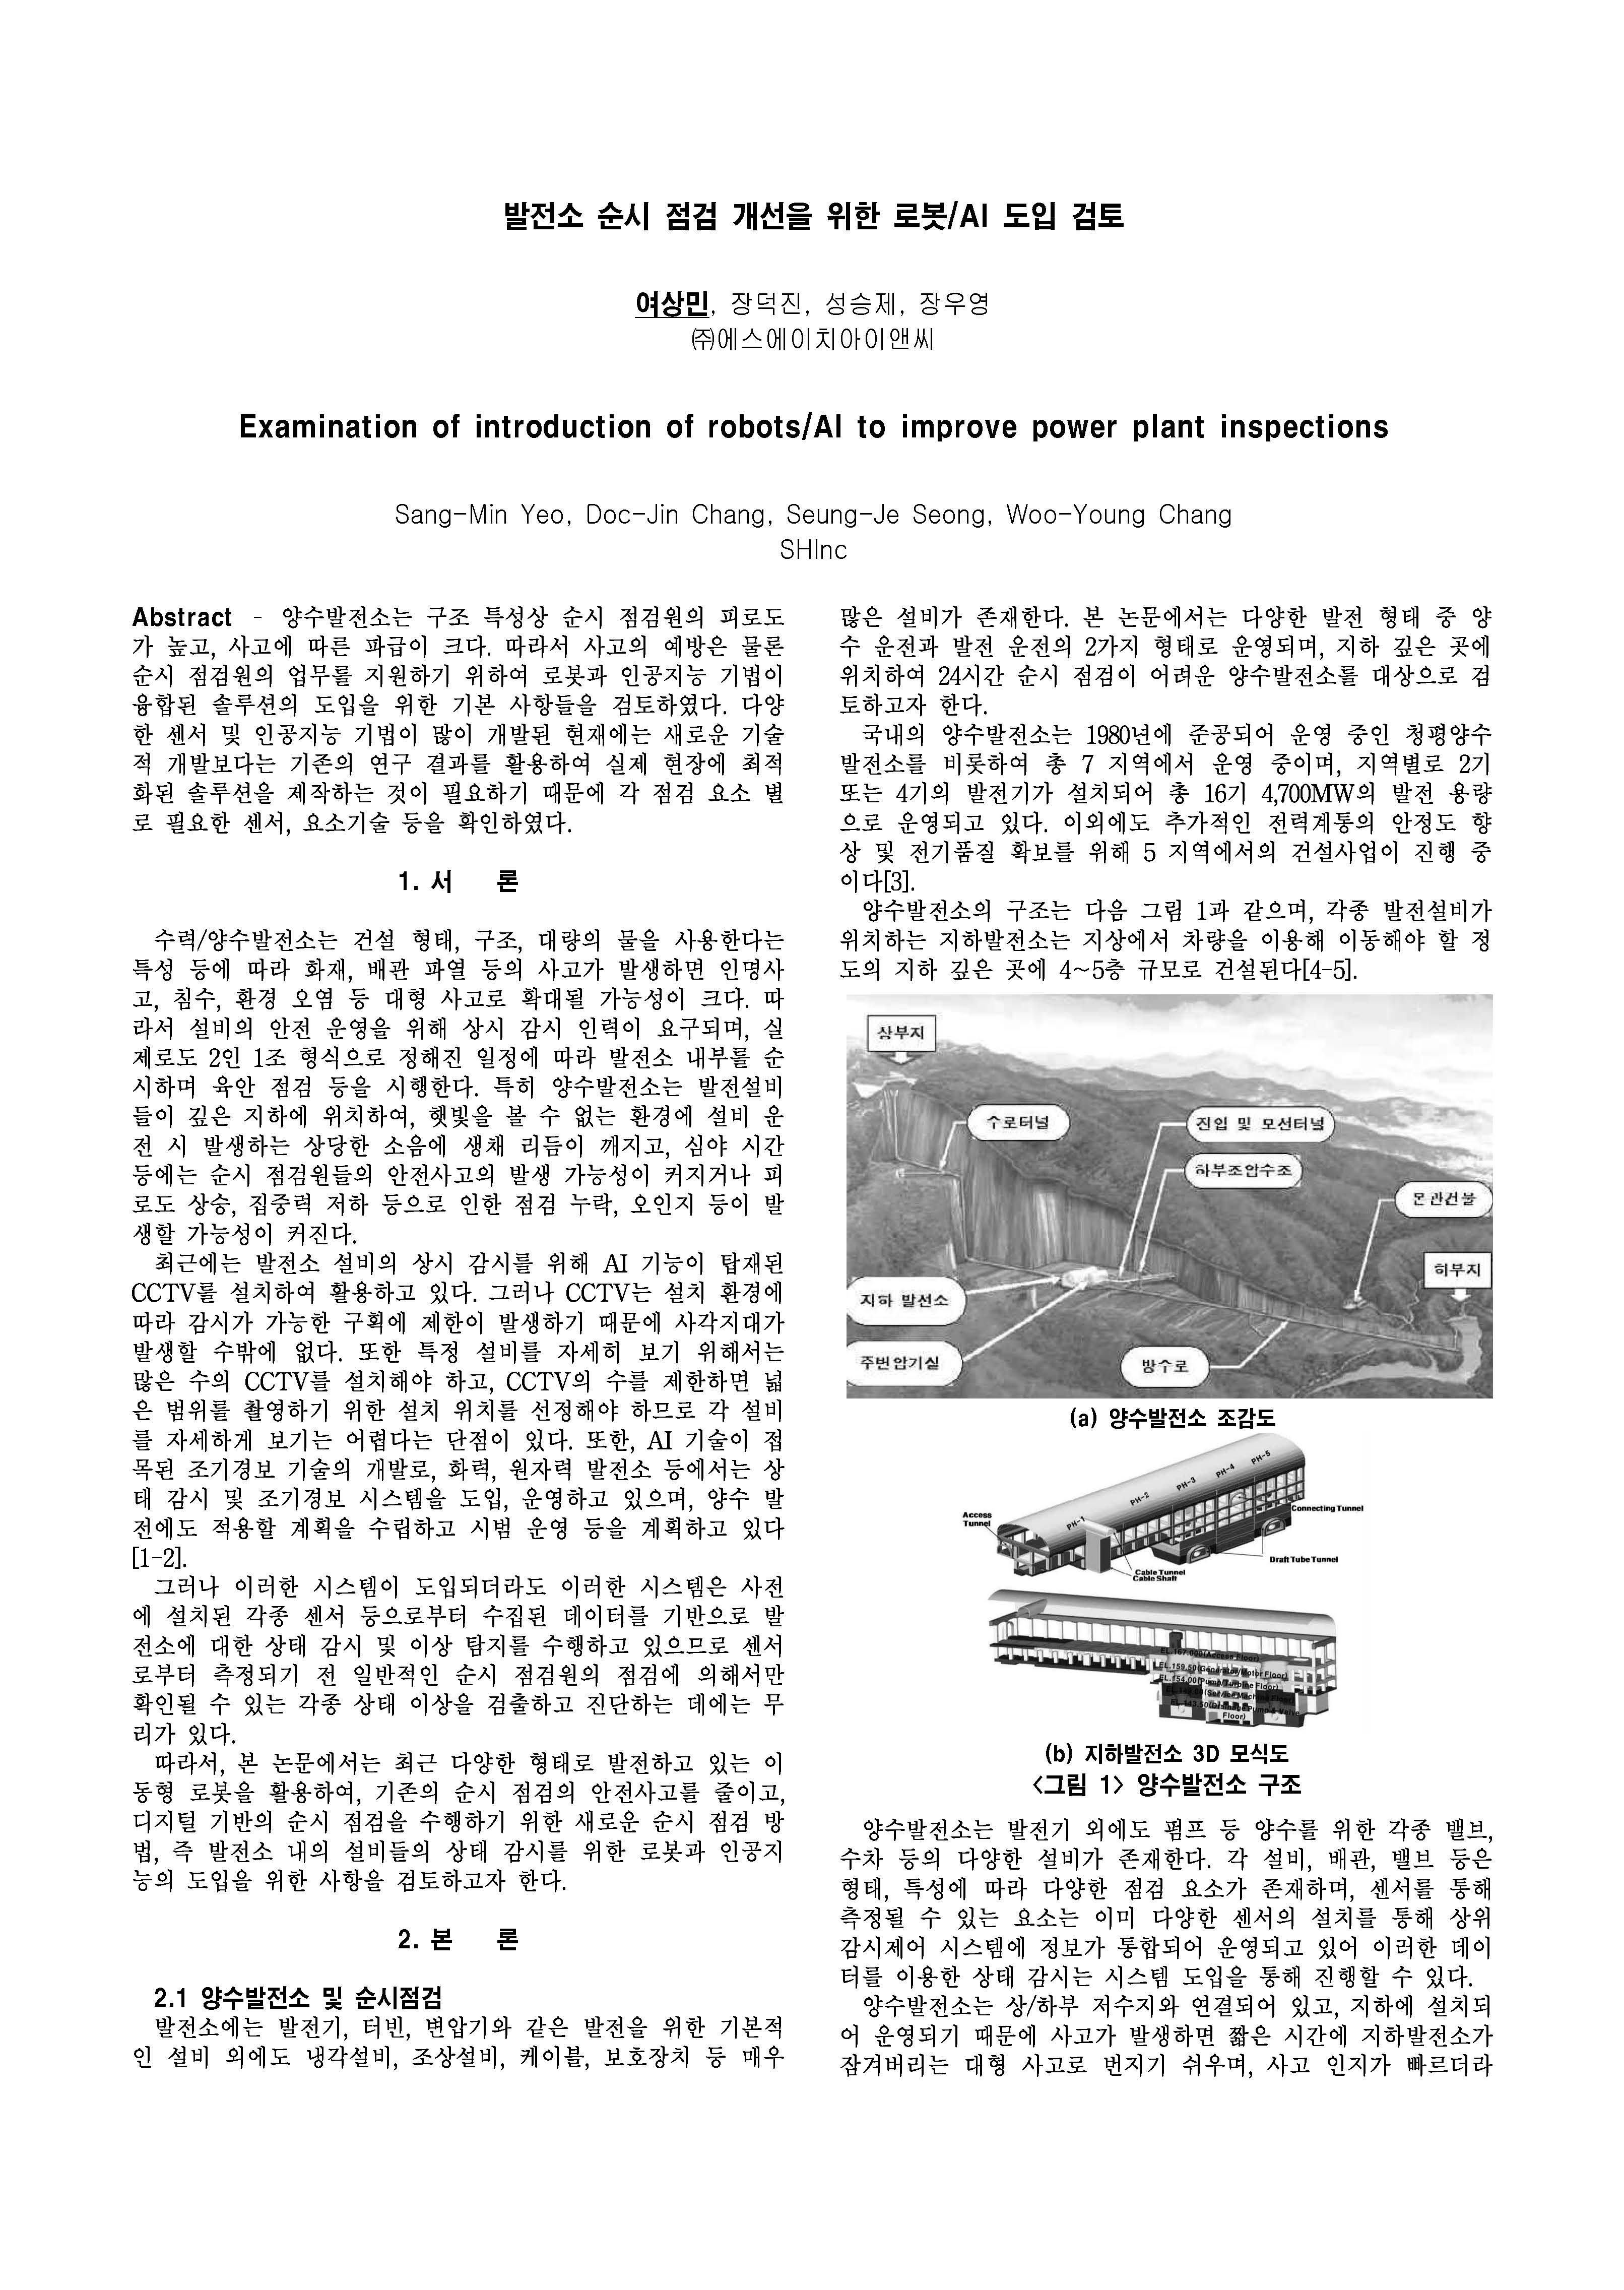 발전소 순시 점검 개선을 위한 로봇/AI 도입 검토
여상민, 장덕진, 성승제, 장우영
㈜에스에이치아이앤씨
Examination of introduction of robots/AI to improve power plant inspections
Sang-Min Yeo, Doc-Jin Chang, Seung-Je Seong, Woo-Young Chang
SHInc
Abstract - 양수발전소는 구조 특성상 순시 점검원의 피로도
가 높고, 사고에 따른 파급이 크다. 따라서 사고의 예방은 물론
순시 점검원의 업무를 지원하기 위하여 로봇과 인공지능 기법이
융합된 솔루션의 도입을 위한 기본 사항들을 검토하였다. 다양
한 센서 및 인공지능 기법이 많이 개발된 현재에는 새로운 기술
적 개발보다는 기존의 연구 결과를 활용하여 실제 현장에 최적
화된 솔루션을 제작하는 것이 필요하기 때문에 각 점검 요소 별
로 필요한 센서, 요소기술 등을 확인하였다.
1. 서 론
수력/양수발전소는 건설 형태, 구조, 대량의 물을 사용한다는
특성 등에 따라 화재, 배관 파열 등의 사고가 발생하면 인명사
고, 침수, 환경 오염 등 대형 사고로 확대될 가능성이 크다. 따
라서 설비의 안전 운영을 위해 상시 감시 인력이 요구되며, 실
제로도 2인 1조 형식으로 정해진 일정에 따라 발전소 내부를 순
시하며 육안 점검 등을 시행한다. 특히 양수발전소는 발전설비
들이 깊은 지하에 위치하여, 햇빛을 볼 수 없는 환경에 설비 운
전 시 발생하는 상당한 소음에 생채 리듬이 깨지고, 심야 시간
등에는 순시 점검원들의 안전사고의 발생 가능성이 커지거나 피
로도 상승, 집중력 저하 등으로 인한 점검 누락, 오인지 등이 발
생할 가능성이 커진다.
최근에는 발전소 설비의 상시 감시를 위해 AI 기능이 탑재된
CCTV를 설치하여 활용하고 있다. 그러나 CCTV는 설치 환경에
따라 감시가 가능한 구획에 제한이 발생하기 때문에 사각지대가
발생할 수밖에 없다. 또한 특정 설비를 자세히 보기 위해서는
많은 수의 CCTV를 설치해야 하고, CCTV의 수를 제한하면 넓
은 범위를 촬영하기 위한 설치 위치를 선정해야 하므로 각 설비
를 자세하게 보기는 어렵다는 단점이 있다. 또한, AI 기술이 접
목된 조기경보 기술의 개발로, 화력, 원자력 발전소 등에서는 상
태 감시 및 조기경보 시스템을 도입, 운영하고 있으며, 양수 발
전에도 적용할 계획을 수립하고 시범 운영 등을 계획하고 있다
[1-2].
그러나 이러한 시스템이 도입되더라도 이러한 시스템은 사전
에 설치된 각종 센서 등으로부터 수집된 데이터를 기반으로 발
전소에 대한 상태 감시 및 이상 탐지를 수행하고 있으므로 센서
로부터 측정되기 전 일반적인 순시 점검원의 점검에 의해서만
확인될 수 있는 각종 상태 이상을 검출하고 진단하는 데에는 무
리가 있다.
따라서, 본 논문에서는 최근 다양한 형태로 발전하고 있는 이
동형 로봇을 활용하여, 기존의 순시 점검의 안전사고를 줄이고,
디지털 기반의 순시 점검을 수행하기 위한 새로운 순시 점검 방
법, 즉 발전소 내의 설비들의 상태 감시를 위한 로봇과 인공지
능의 도입을 위한 사항을 검토하고자 한다.
2. 본 론
2.1 양수발전소 및 순시점검
발전소에는 발전기, 터빈, 변압기와 같은 발전을 위한 기본적
인 설비 외에도 냉각설비, 조상설비, 케이블, 보호장치 등 매우
많은 설비가 존재한다. 본 논문에서는 다양한 발전 형태 중 양
수 운전과 발전 운전의 2가지 형태로 운영되며, 지하 깊은 곳에
위치하여 24시간 순시 점검이 어려운 양수발전소를 대상으로 검
토하고자 한다.
국내의 양수발전소는 1980년에 준공되어 운영 중인 청평양수
발전소를 비롯하여 총 7 지역에서 운영 중이며, 지역별로 2기
또는 4기의 발전기가 설치되어 총 16기 4,700MW의 발전 용량
으로 운영되고 있다. 이외에도 추가적인 전력계통의 안정도 향
상 및 전기품질 확보를 위해 5 지역에서의 건설사업이 진행 중
이다[3].
양수발전소의 구조는 다음 그림 1과 같으며, 각종 발전설비가
위치하는 지하발전소는 지상에서 차량을 이용해 이동해야 할 정
도의 지하 깊은 곳에 4~5층 규모로 건설된다[4-5].
상부지
수로터널
진입 및 모선터널
하부조압수조
본관건물
하부지
지하 발전소
주변압기실
방수로
(a) 양수발전소 조감도
PH-1
PH-2
PH-3
PH-4
PH-5
Access
Tunnel
Connecting Tunnel
Draft Tube Tunnel
Cable Tunnel
Cable Shaft
EL.167.000(Access Floor)
EL.159.50(Generator/Motor Floor)
EL.154.00(Pump/Turbine Floor)
Floor)
(b) 지하발전소 3D 모식도
<그림 1> 양수발전소 구조
양수발전소는 발전기 외에도 펌프 등 양수를 위한 각종 밸브,
수차 등의 다양한 설비가 존재한다. 각 설비, 배관, 밸브 등은
형태, 특성에 따라 다양한 점검 요소가 존재하며, 센서를 통해
측정될 수 있는 요소는 이미 다양한 센서의 설치를 통해 상위
감시제어 시스템에 정보가 통합되어 운영되고 있어 이러한 데이
터를 이용한 상태 감시는 시스템 도입을 통해 진행할 수 있다.
양수발전소는 상/하부 저수지와 연결되어 있고, 지하에 설치되
어 운영되기 때문에 사고가 발생하면 짧은 시간에 지하발전소가
잠겨버리는 대형 사고로 번지기 쉬우며, 사고 인지가 빠르더라